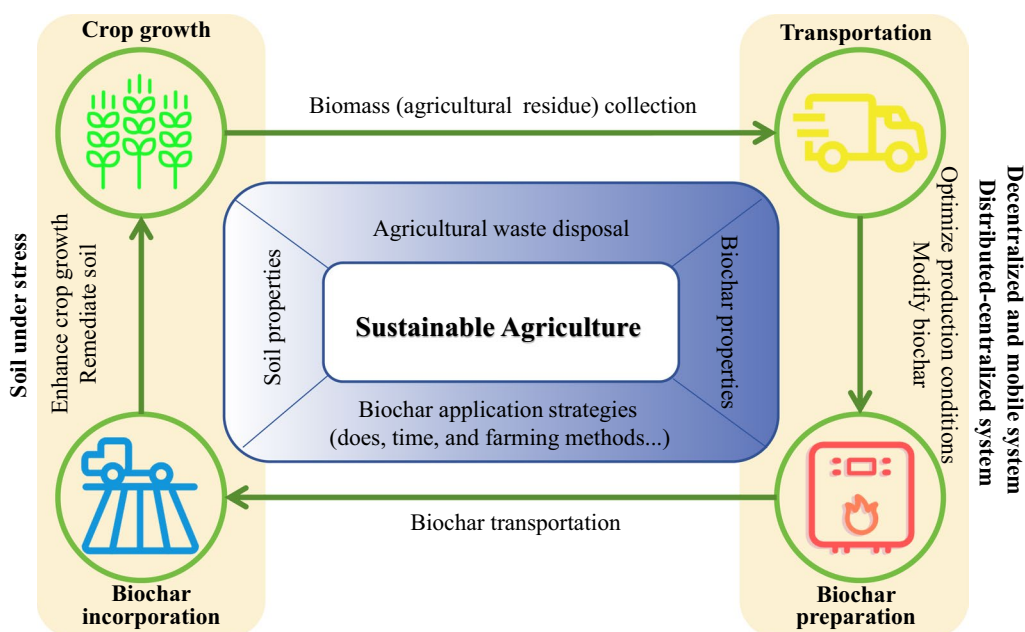 Crop growth
Transportation
Biomass (agricultural residue) collection
Agricultural waste disposal
Soil properties
Sustainable Agriculture
Biochar properties
Biochar application strategies
(does, time, and farming methods...)
Soil under stress
Enhance crop growth
Remediate soil
Optimize production conditions
Modify biochar
Decentralized and mobile system
Distributed-centralized system
Biochar transportation
Biochar
incorporation
Biochar
preparation